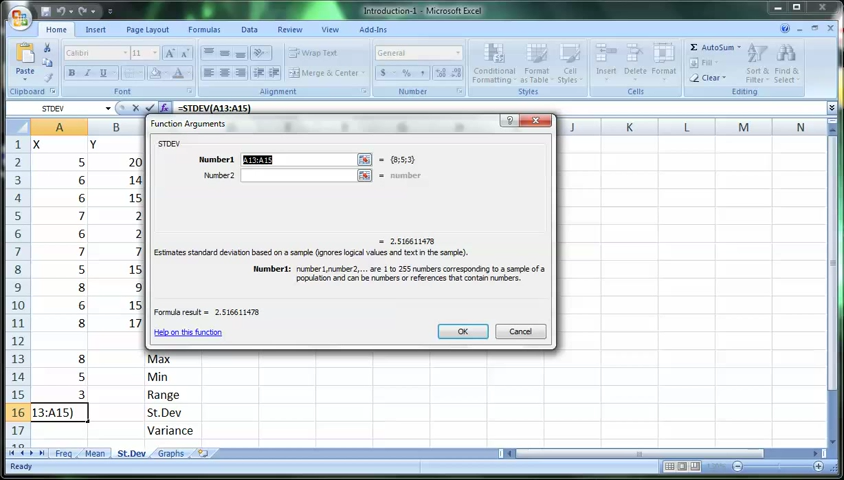 Introduction-1 - Microsoft Excel
Home Insert Page Layout Formulas Data Review View Add-Ins
Paste
Calibri 11
B I U
Wrap Text
Merge & Center
General
$ % ,
Conditional Formatting Format as Table Cell Styles
Insert Delete Format
Σ AutoSum
Fill
Clear
Sort & Filter Find & Select
Clipboard Font Alignment Number Styles Cells Editing
STDEV fx =STDEV(A13:A15)
A B J K L M N
1 X Y
2 5 20
3 6 14
4 6 15
5 7 2
6 7 2
7 7 7
8 5 15
9 8 9
10 6 15
11 8 17
12
13 8 Max
14 5 Min
15 3 Range
16 13:A15) St.Dev
17 Variance
18
Function Arguments
STDEV
Number1 A13:A15 = {8;5;3}
Number2 = number
= 2.516611478
Estimates standard deviation based on a sample (ignores logical values and text in the sample).
Number1: number1,number2,... are 1 to 255 numbers corresponding to a sample of a
population and can be numbers or references that contain numbers.
Formula result = 2.516611478
Help on this function OK Cancel
Freq Mean St.Dev Graphs
Ready